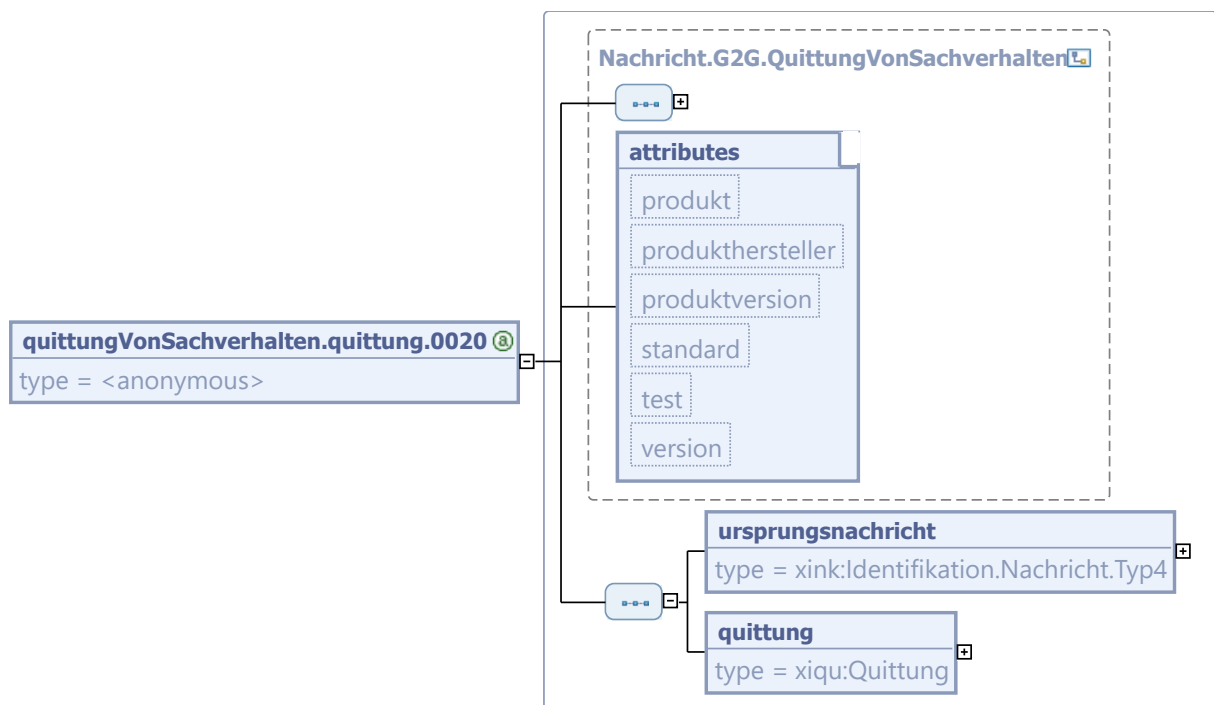 Nachricht.G2G.QuittungVonSachverhalten
attributes
produkt
produkthersteller
produktversion
standard
test
version
quittungVonSachverhalten.quittung.0020 a
type = <anonymous>
ursprungsnachricht
type = xink:Identifikation.Nachricht.Typ4
quittung
type = xiqu:Quittung